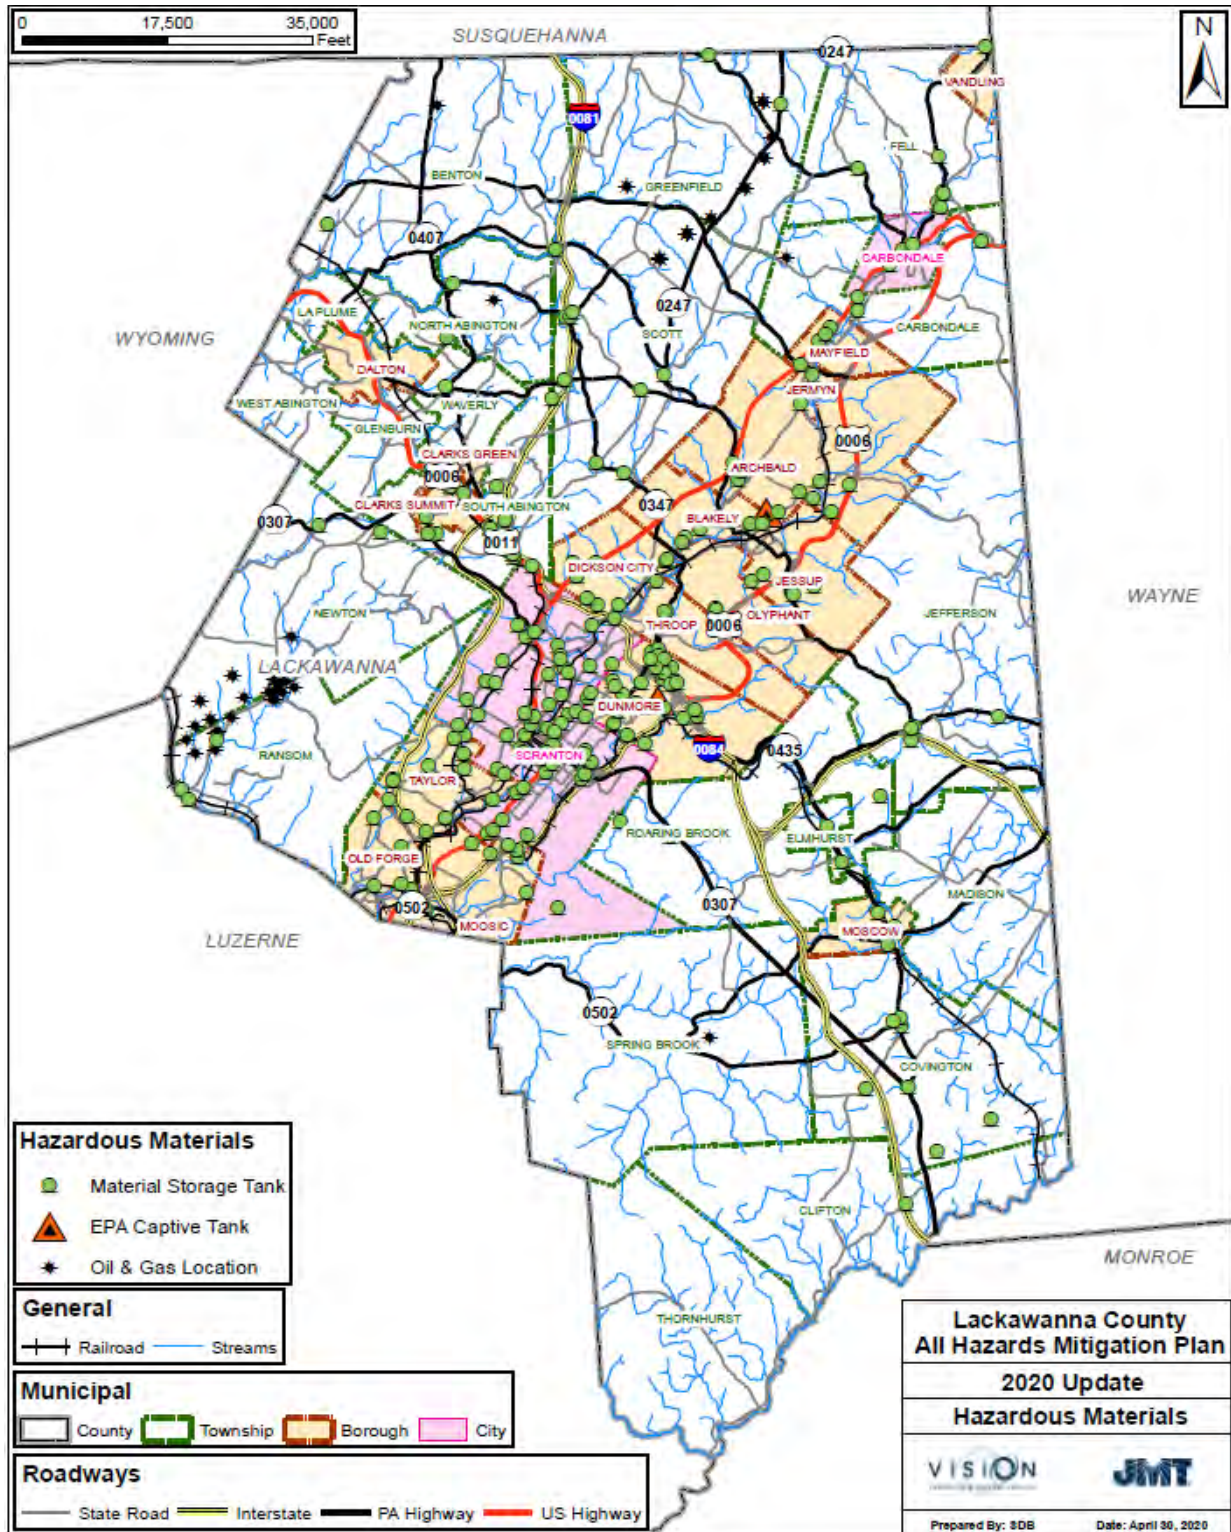 0 17,500 35,000
Feet
SUSQUEHANNA
N
0247
VANDLING
0081
FELL
BENTON
GREENFIELD
0407
CARBONDALE
0247
LA PLUME
NORTH ABINGTON
SCOTT
CARBONDALE
WYOMING
MAYFIELD
DALTON
JERMYN
WEST ABINGTON
WAVERLY
GLENBURN
0006
CLARKS GREEN
0006
ARCHBALD
CLARKS SUMMIT
SOUTH ABINGTON
0347
0307
BLAKELY
0011
DICKSON CITY
JESSUP
WAYNE
NEWTON
OLYPHANT
JEFFERSON
THROOP
0006
LACKAWANNA
DUNMORE
RANSOM
SCRANTON
0084
0435
TAYLOR
ROARING BROOK
ELMHURST
OLD FORGE
MADISON
0307
0502
MOOSIC
MOSCOW
LUZERNE
0502
SPRING BROOK
COVINGTON
CLIFTON
MONROE
THORNHURST
Hazardous Materials
Material Storage Tank
EPA Captive Tank
Oil & Gas Location
General
Railroad Streams
Municipal
County Township Borough City
Roadways
State Road Interstate PA Highway US Highway
Lackawanna County
All Hazards Mitigation Plan
2020 Update
Hazardous Materials
VISION JMT
Prepared By: SDB Date: April 30, 2020